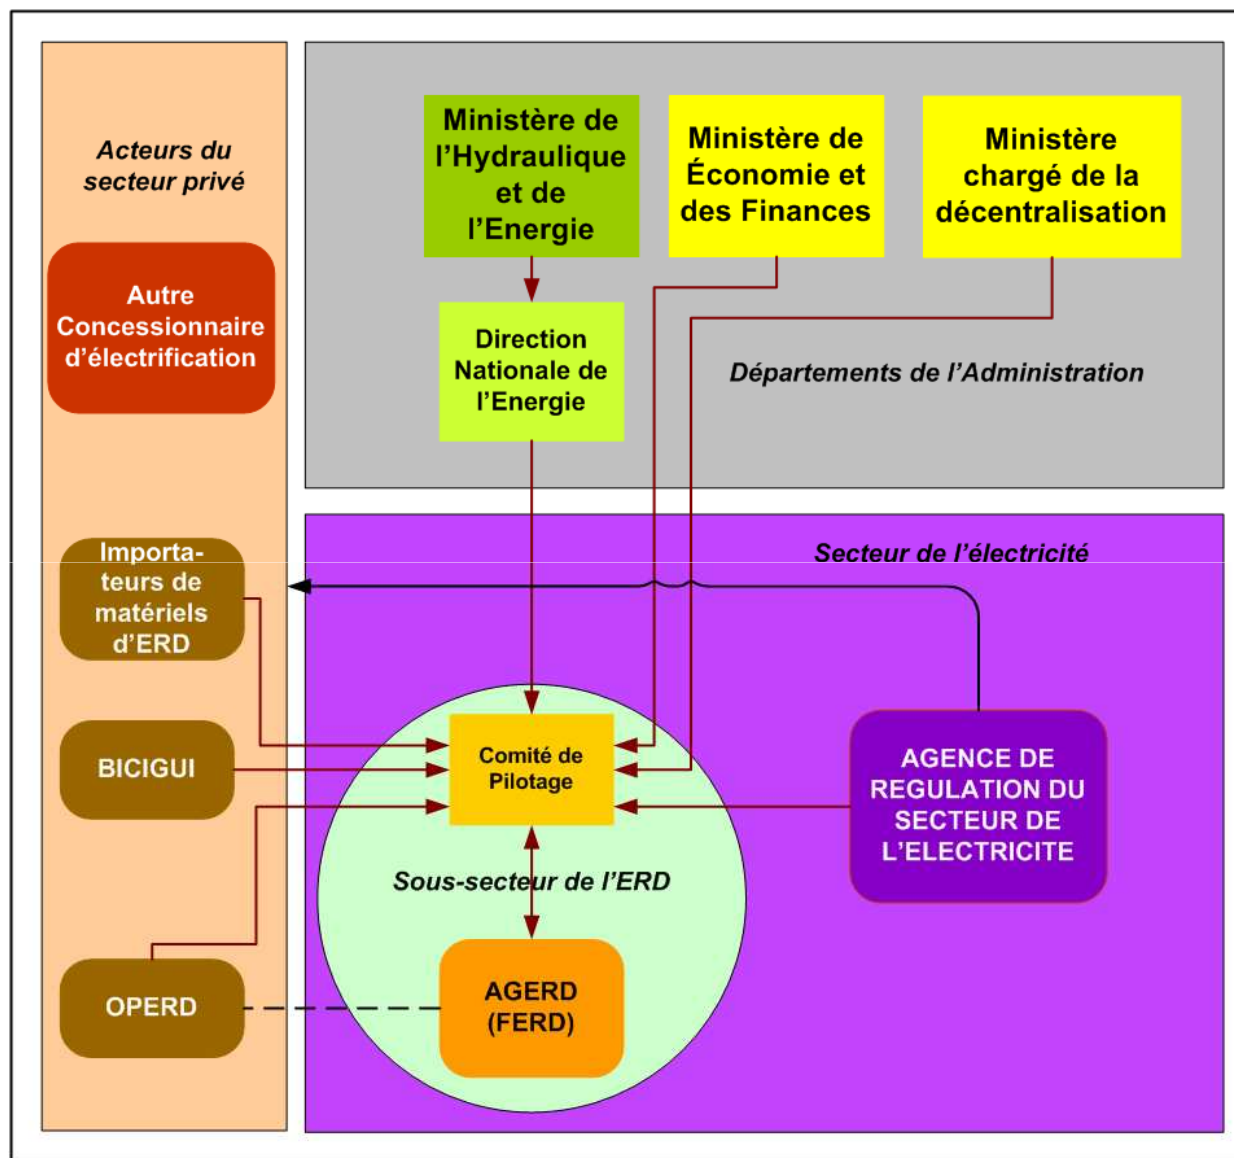 Acteurs du
secteur privé
Autre
Concessionnaire
d'électrification
Importa-
teurs de
matériels
d'ERD
BICIGUI
OPERD
Ministère de
l'Hydraulique
et de
l'Energie
Ministère de
Économie et
des Finances
Ministère
chargé de la
décentralisation
Direction
Nationale de
l'Energie
Départements de l'Administration
Secteur de l'électricité
Comité de
Pilotage
Sous-secteur de l'ERD
AGERD
(FERD)
AGENCE DE
REGULATION DU
SECTEUR DE
L'ELECTRICITE